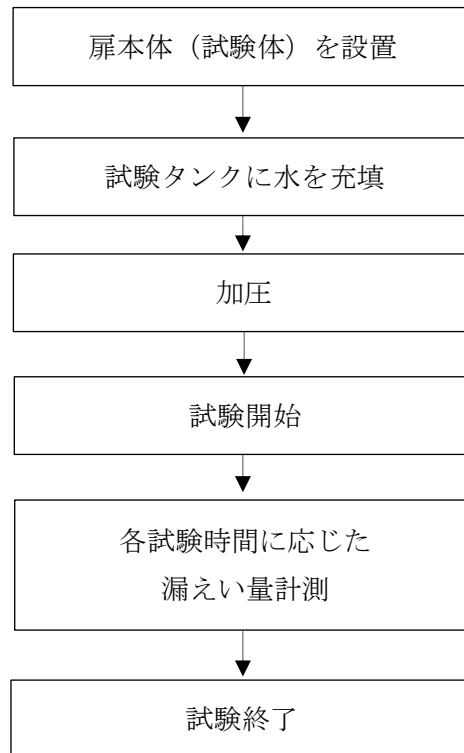 扉本体（試験体）を設置
試験タンクに水を充填
加圧
試験開始
各試験時間に応じた
漏えい量計測
試験終了